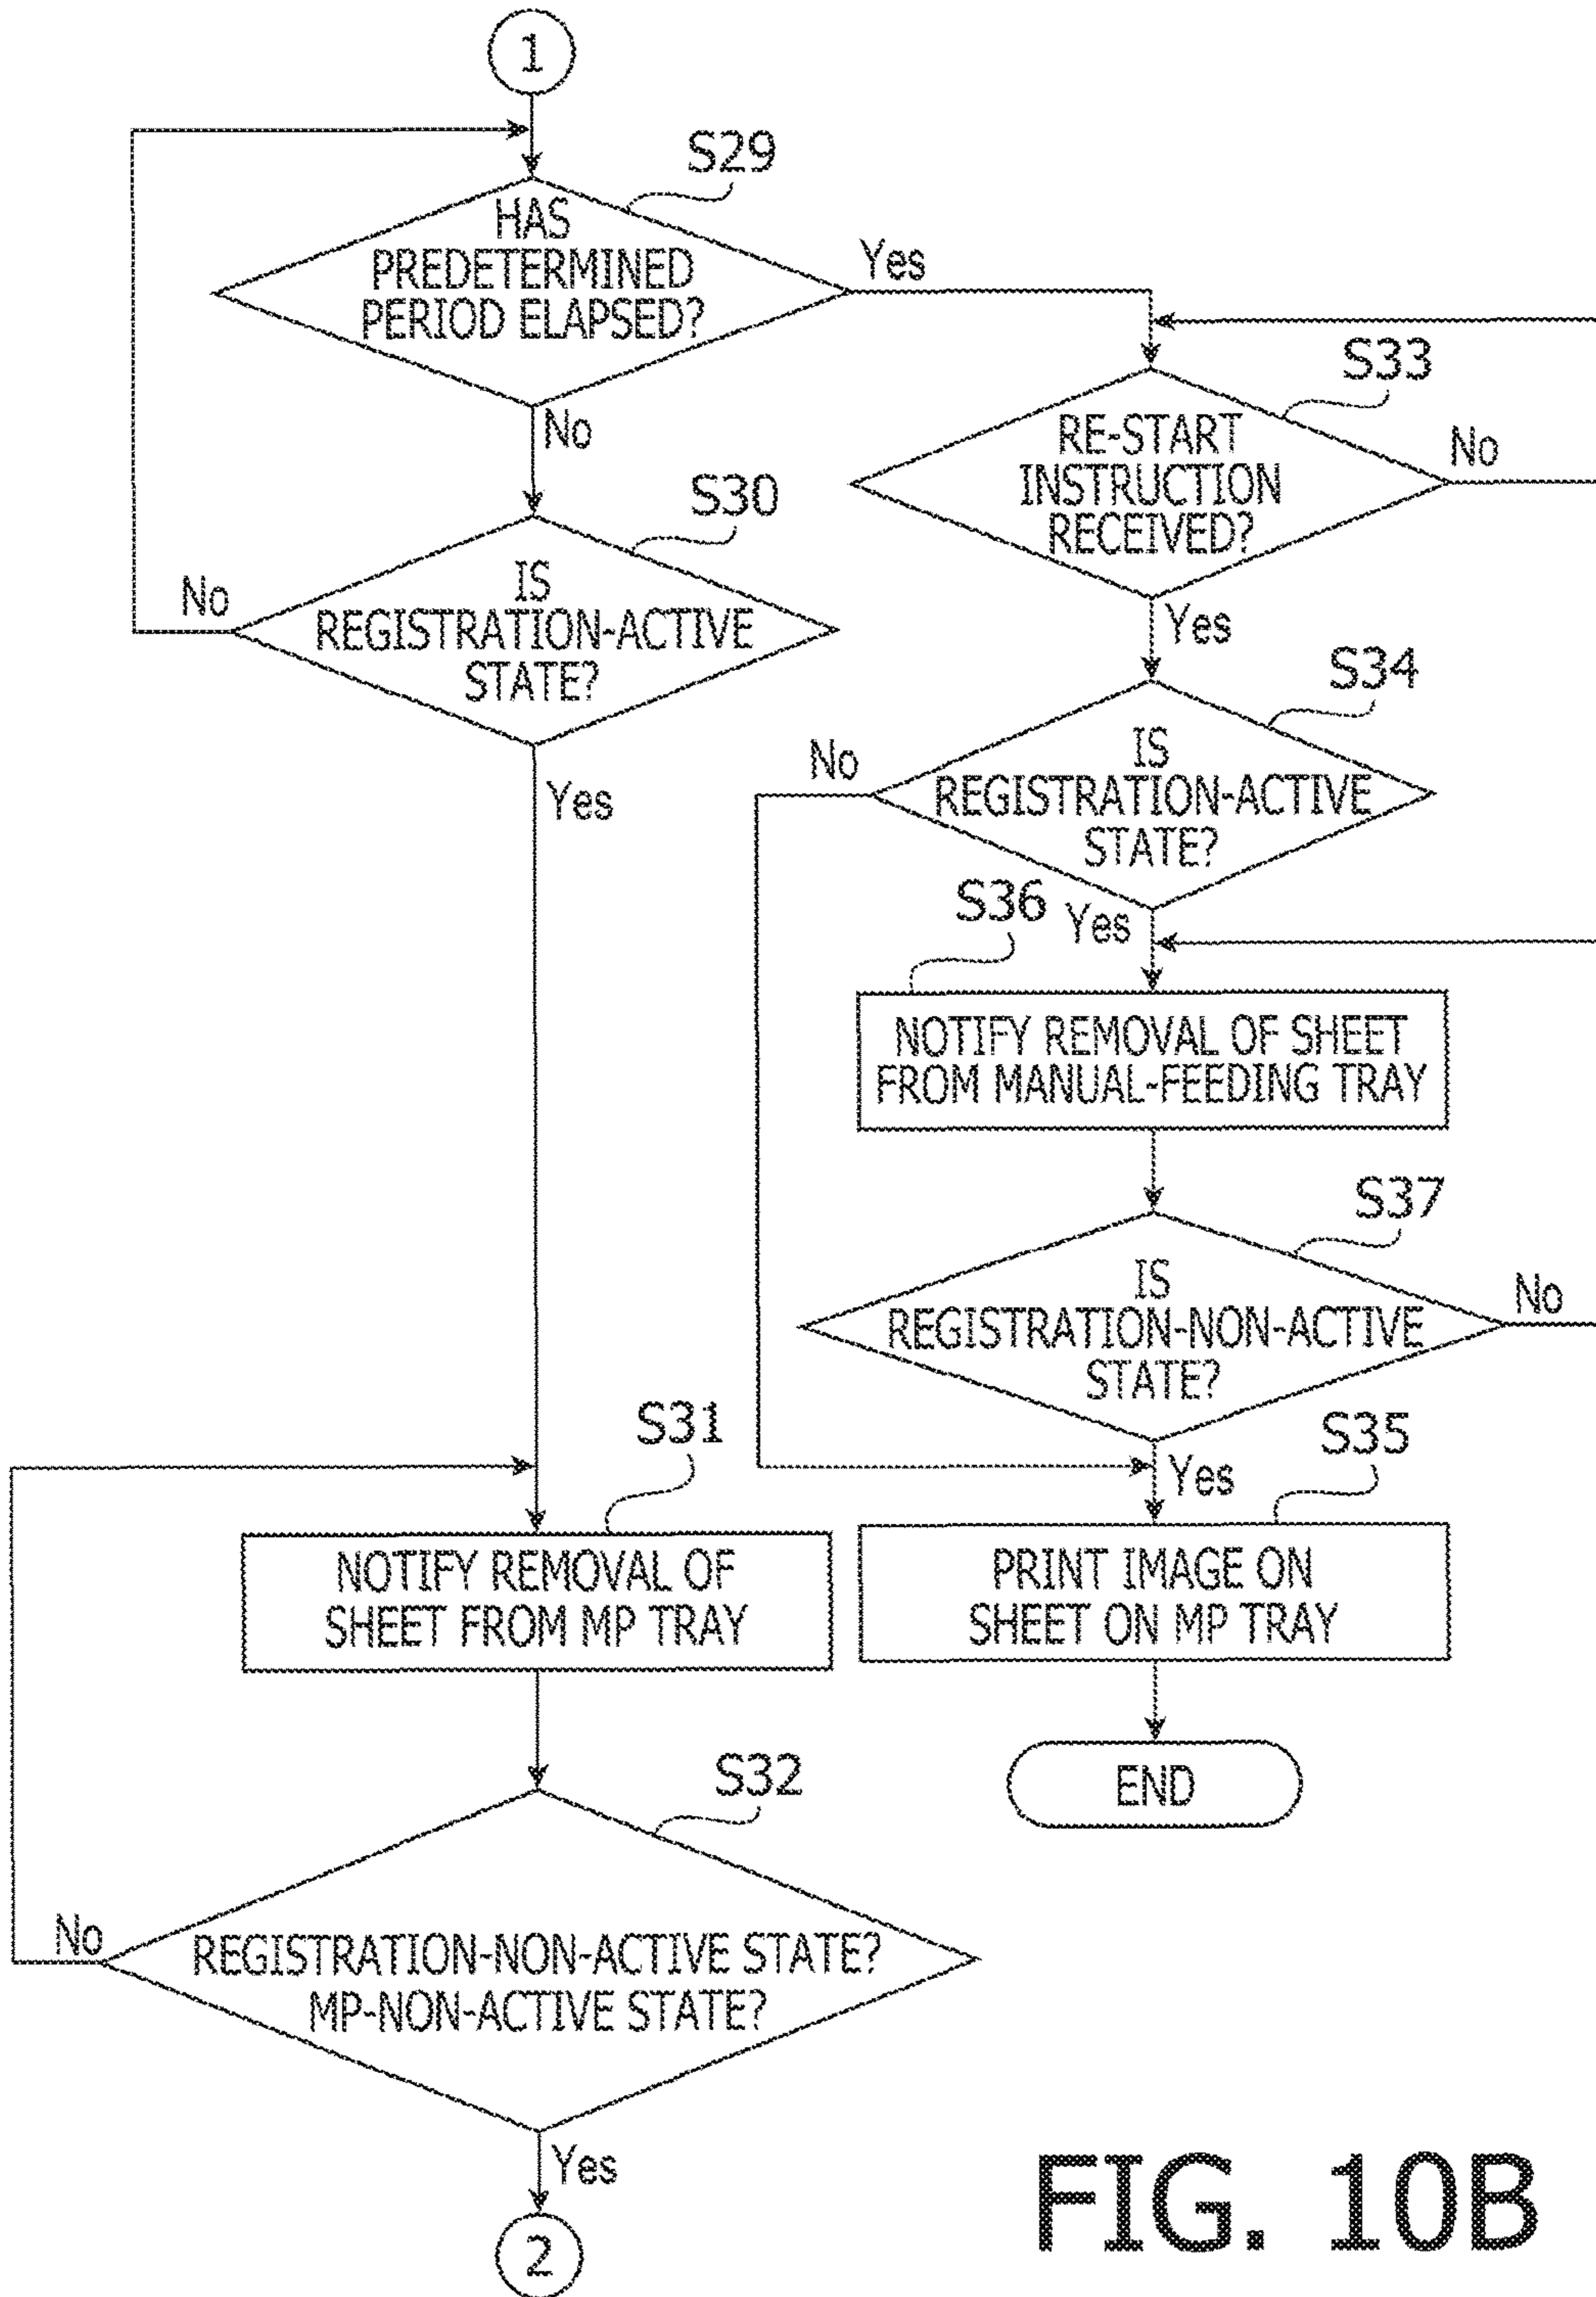 1
S29
HAS
PREDETERMINED
PERIOD ELAPSED?
Yes
No
S30
IS
REGISTRATION-ACTIVE
STATE?
No
Yes
S33
RE-START
INSTRUCTION
RECEIVED?
No
Yes
S34
IS
REGISTRATION-ACTIVE
STATE?
No
Yes
S36
NOTIFY REMOVAL OF SHEET
FROM MANUAL-FEEDING TRAY
S37
IS
REGISTRATION-NON-ACTIVE
STATE?
No
Yes
S35
PRINT IMAGE ON
SHEET ON MP TRAY
END
S31
NOTIFY REMOVAL OF
SHEET FROM MP TRAY
S32
REGISTRATION-NON-ACTIVE STATE?
MP-NON-ACTIVE STATE?
No
Yes
2
FIG. 10B